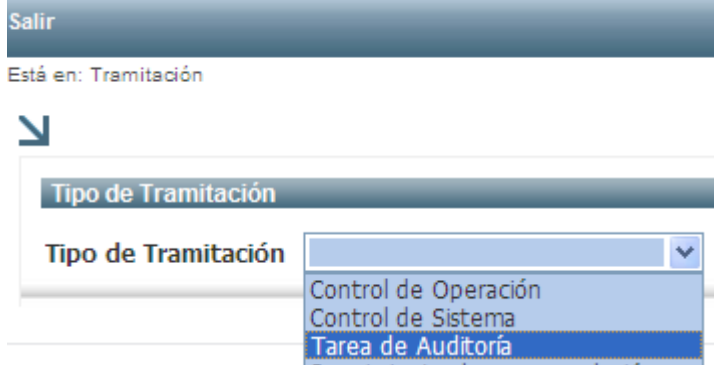 Salir
Está en: Tramitación
Tipo de Tramitación
Tipo de Tramitación
Control de Operación
Control de Sistema
Tarea de Auditoría